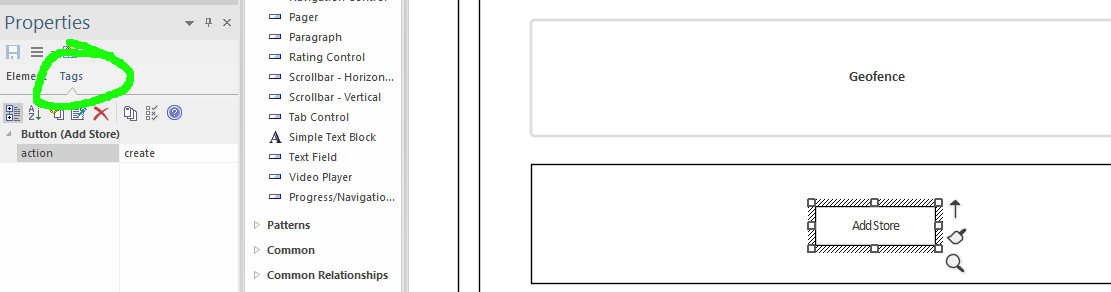 Properties
Element
Tags
Button (Add Store)
action
create
Pager
Paragraph
Rating Control
Scrollbar - Horizon...
Scrollbar - Vertical
Tab Control
A
Simple Text Block
Text Field
Video Player
Progress/Navigatio...
Patterns
Common
Common Relationships
Geofence
Add Store